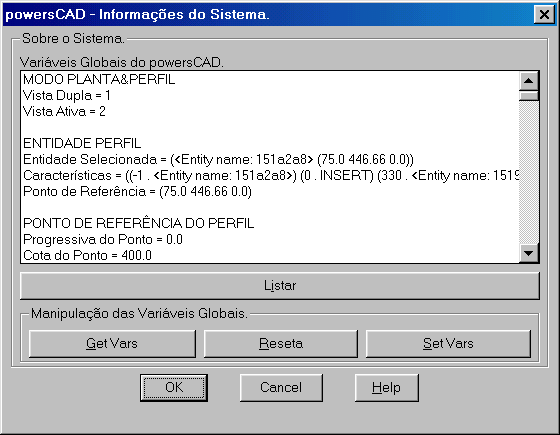 powersCAD - Informações do Sistema.
Sobre o Sistema.
Variáveis Globais do powersCAD.
MODO PLANTA&PERFIL
Vista Dupla = 1
Vista Ativa = 2
ENTIDADE PERFIL
Entidade Selecionada = (<Entity name: 151a2a8> (75.0 446.66 0.0))
Características = ((-1 . <Entity name: 151a2a8>) (0 . INSERT) (330 . <Entity name: 1519
Ponto de Referência = (75.0 446.66 0.0)
PONTO DE REFERÊNCIA DO PERFIL
Progressiva do Ponto = 0.0
Cota do Ponto = 400.0
Listar
Manipulação das Variáveis Globais.
Get Vars Reseta Set Vars
OK Cancel Help